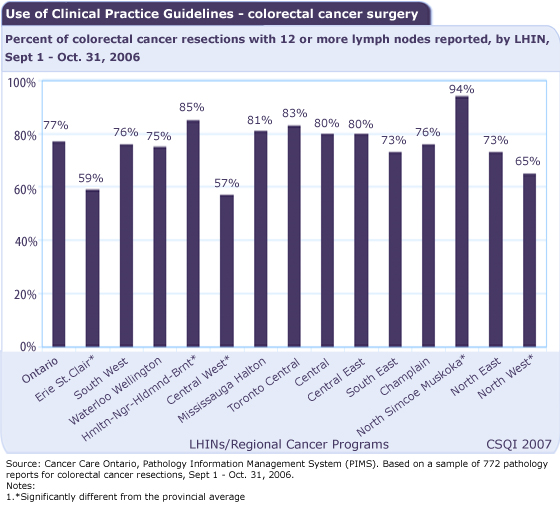 Use of Clinical Practice Guidelines - colorectal cancer surgery
Percent of colorectal cancer resections with 12 or more lymph nodes reported, by LHIN,
Sept 1 - Oct. 31, 2006
100%
80%
60%
40%
20%
0%
77%
59%
76%
75%
85%
57%
81%
83%
80%
80%
73%
76%
94%
73%
65%
Ontario
Erie St.Clair*
South West
Waterloo Wellington
Hmltn-Ngr-Hldmnd-Brnt*
Central West*
Mississauga Halton
Toronto Central
Central
Central East
South East
Champlain
North Simcoe Muskoka*
North East
North West*
LHINs/Regional Cancer Programs
CSQI 2007
Source: Cancer Care Ontario, Pathology Information Management System (PIMS). Based on a sample of 772 pathology
reports for colorectal cancer resections, Sept 1 - Oct. 31, 2006.
Notes:
1.*Significantly different from the provincial average